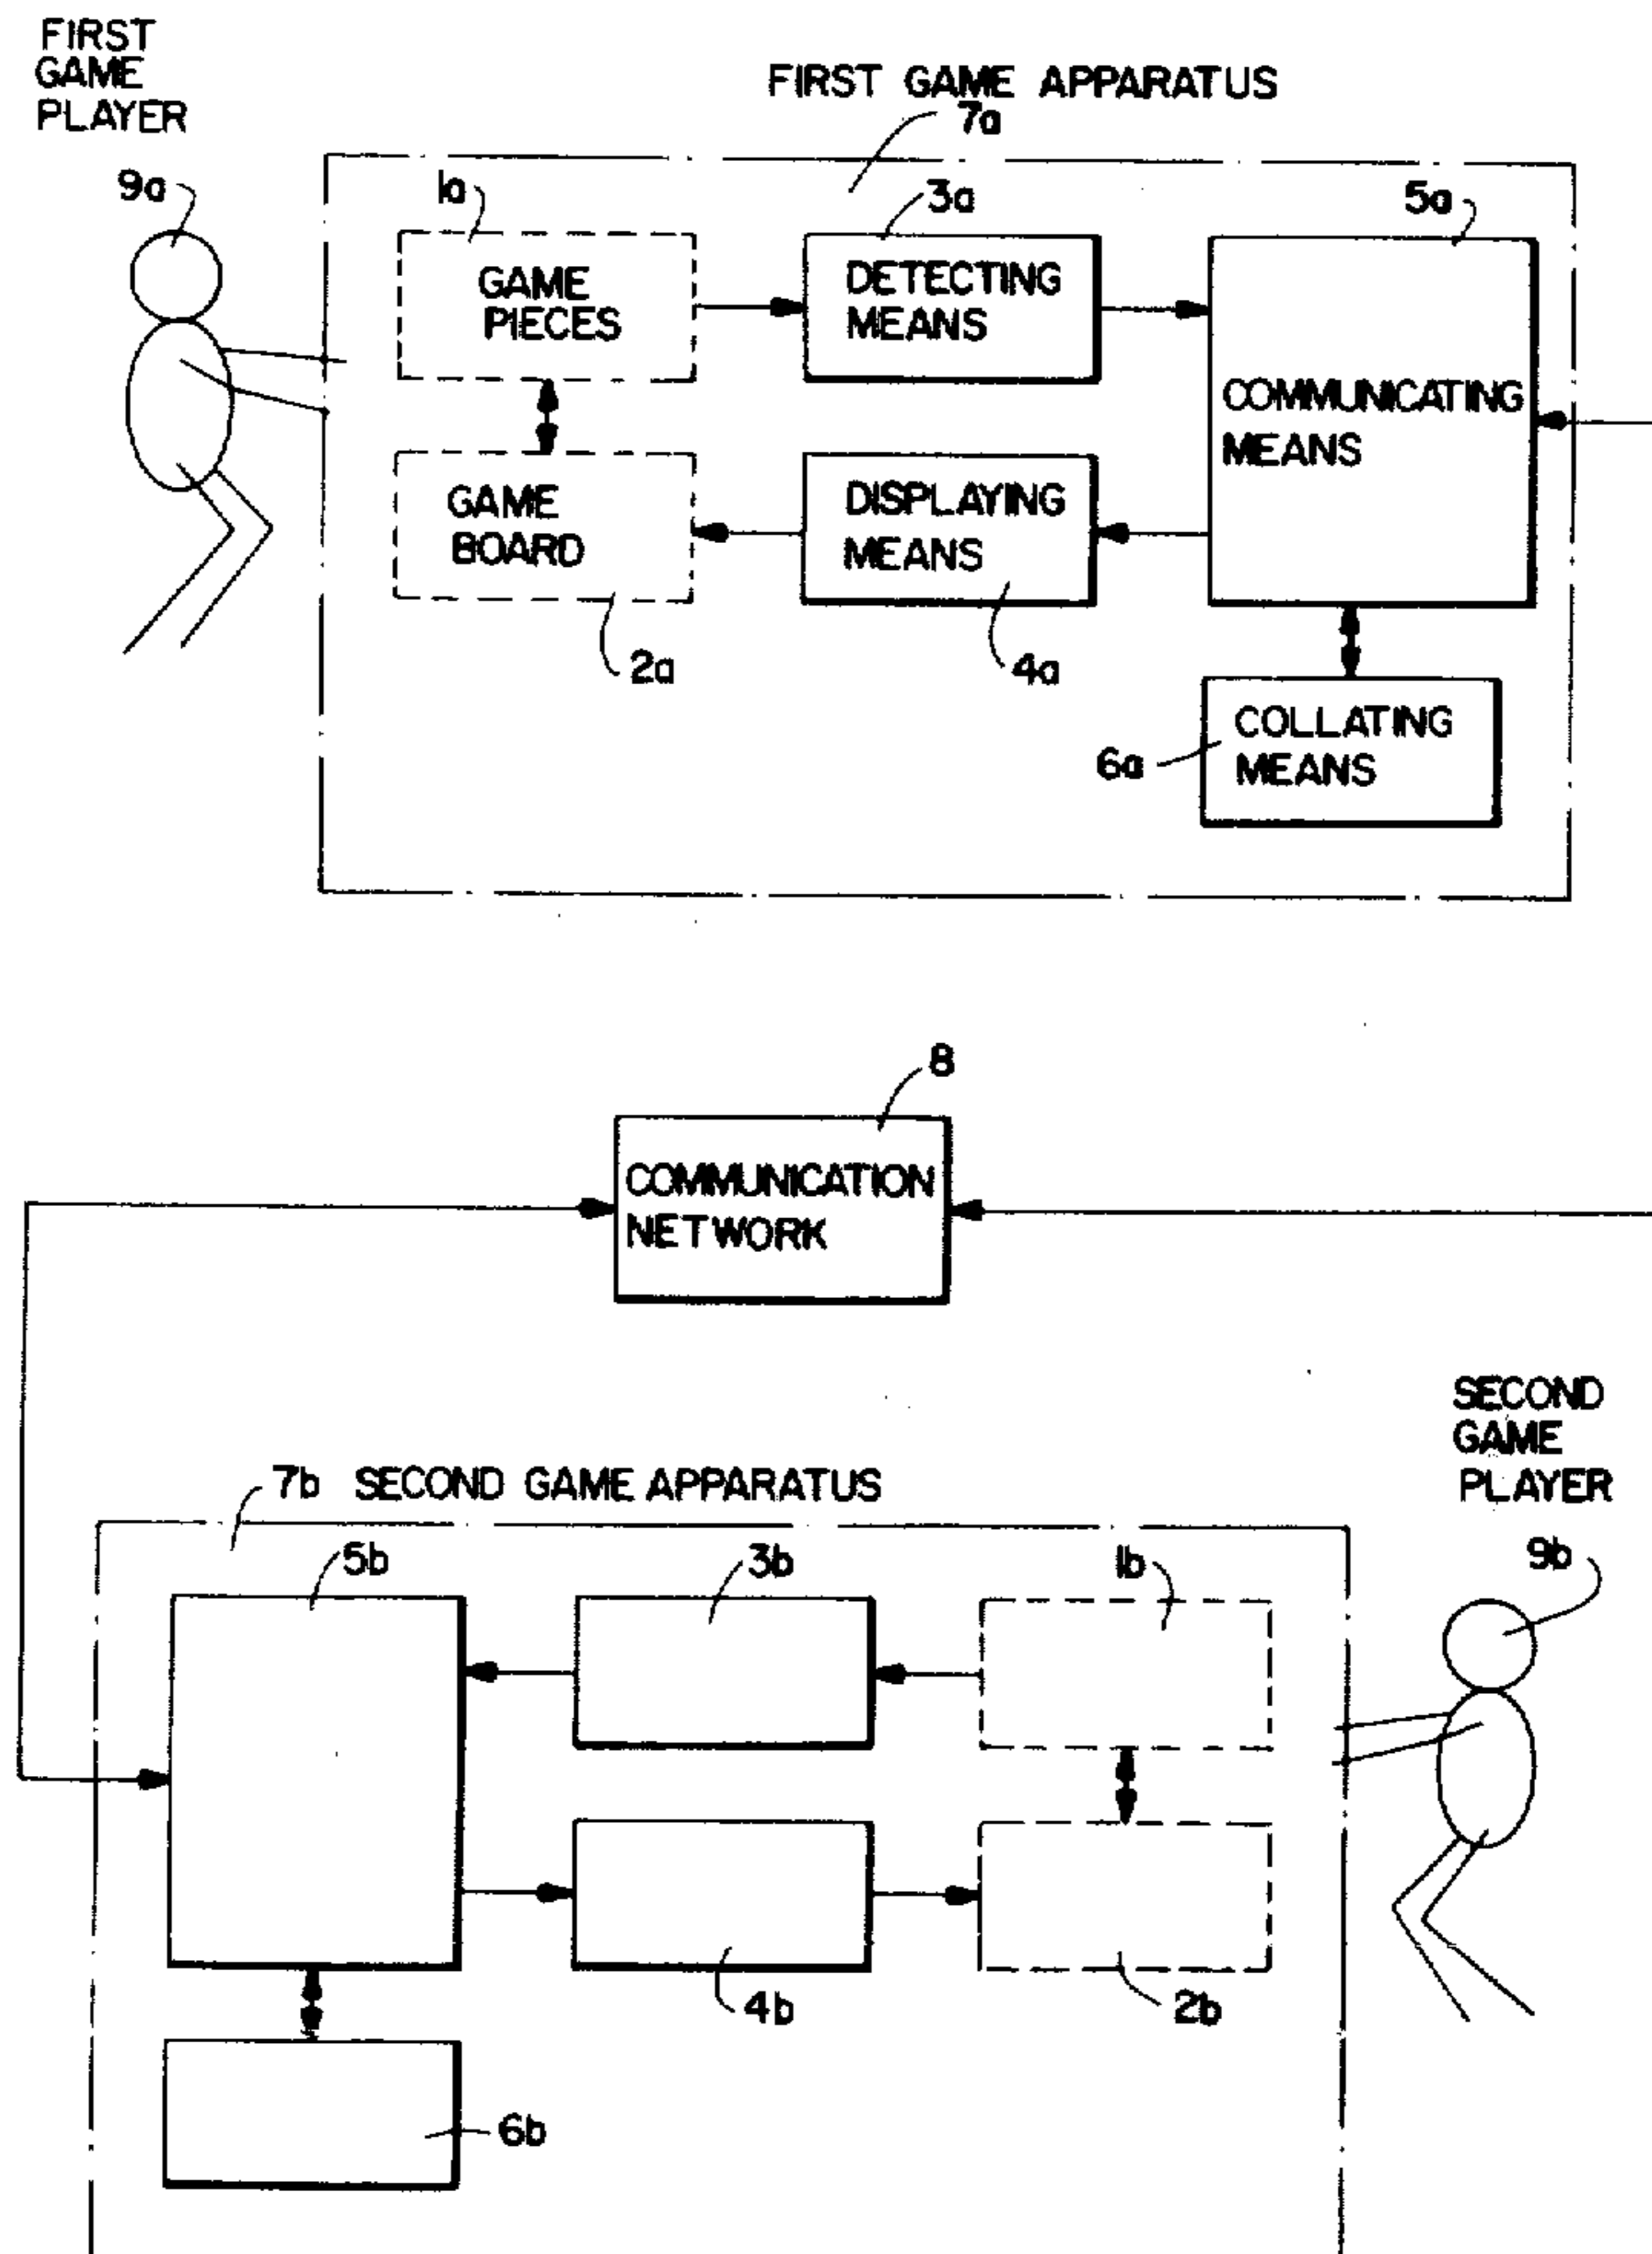 FIRST
GAME
PLAYER
FIRST GAME APPARATUS
7a
9a
1a
3a
5a
GAME
PIECES
DETECTING
MEANS
COMMUNICATING
MEANS
GAME
BOARD
DISPLAYING
MEANS
2a
4a
COLLATING
MEANS
6a
8
COMMUNICATION
NETWORK
SECOND
GAME
PLAYER
7b SECOND GAME APPARATUS
5b
3b
1b
9b
4b
2b
6b